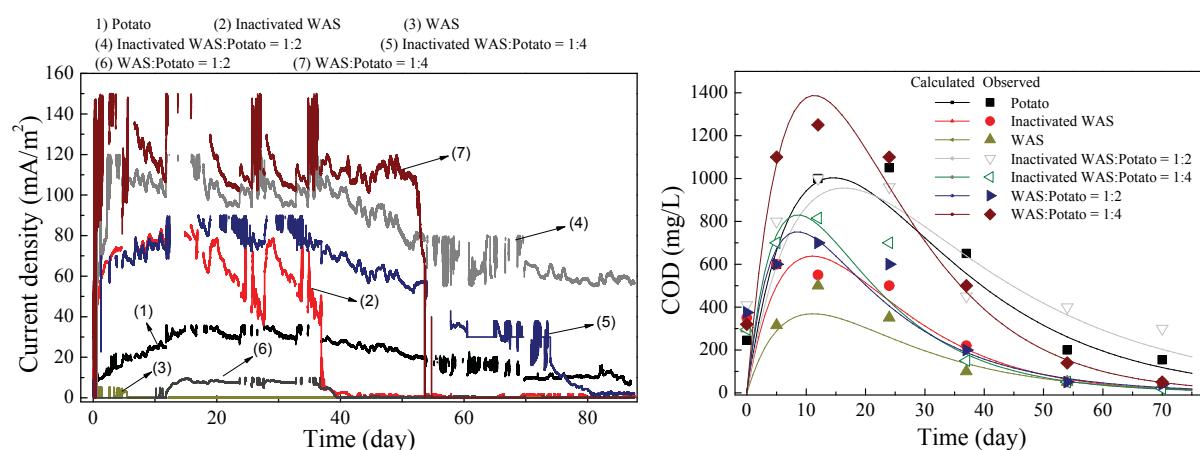 1) Potato (2) Inactivated WAS (3) WAS
(4) Inactivated WAS:Potato = 1:2 (5) Inactivated WAS:Potato = 1:4
(6) WAS:Potato = 1:2 (7) WAS:Potato = 1:4
160
140
120
100
80
60
40
20
0
Current density (mA/m²)
(7)
(4)
(2)
(1)
(5)
(6)
(3)
0 20 40 60 80
Time (day)
1400
1200
1000
800
600
400
200
0
COD (mg/L)
Calculated Observed
Potato
Inactivated WAS
WAS
Inactivated WAS:Potato = 1:2
Inactivated WAS:Potato = 1:4
WAS:Potato = 1:2
WAS:Potato = 1:4
0 10 20 30 40 50 60 70
Time (day)